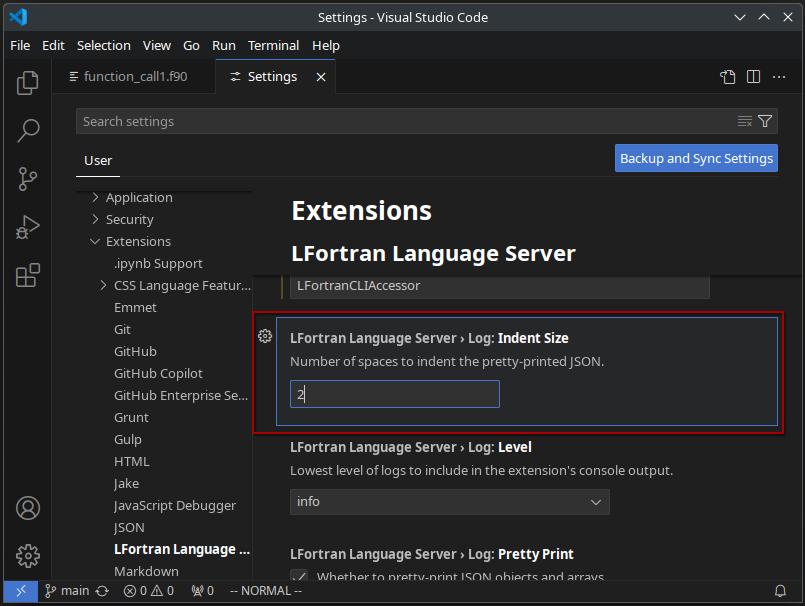 Settings - Visual Studio Code
File Edit Selection View Go Run Terminal Help
function_call1.f90 Settings
Search settings
User
Backup and Sync Settings
Application
Security
Extensions
.ipynb Support
CSS Language Featur...
Emmet
Git
GitHub
GitHub Copilot
GitHub Enterprise Se...
Grunt
Gulp
HTML
Jake
JavaScript Debugger
JSON
LFortran Language ...
Markdown
Extensions
LFortran Language Server
LFortranCLIAccessor
LFortran Language Server › Log: Indent Size
Number of spaces to indent the pretty-printed JSON.
2
LFortran Language Server › Log: Level
Lowest level of logs to include in the extension's console output.
info
LFortran Language Server › Log: Pretty Print
Whether to pretty-print JSON objects and arrays
main 0 0 0 -- NORMAL --